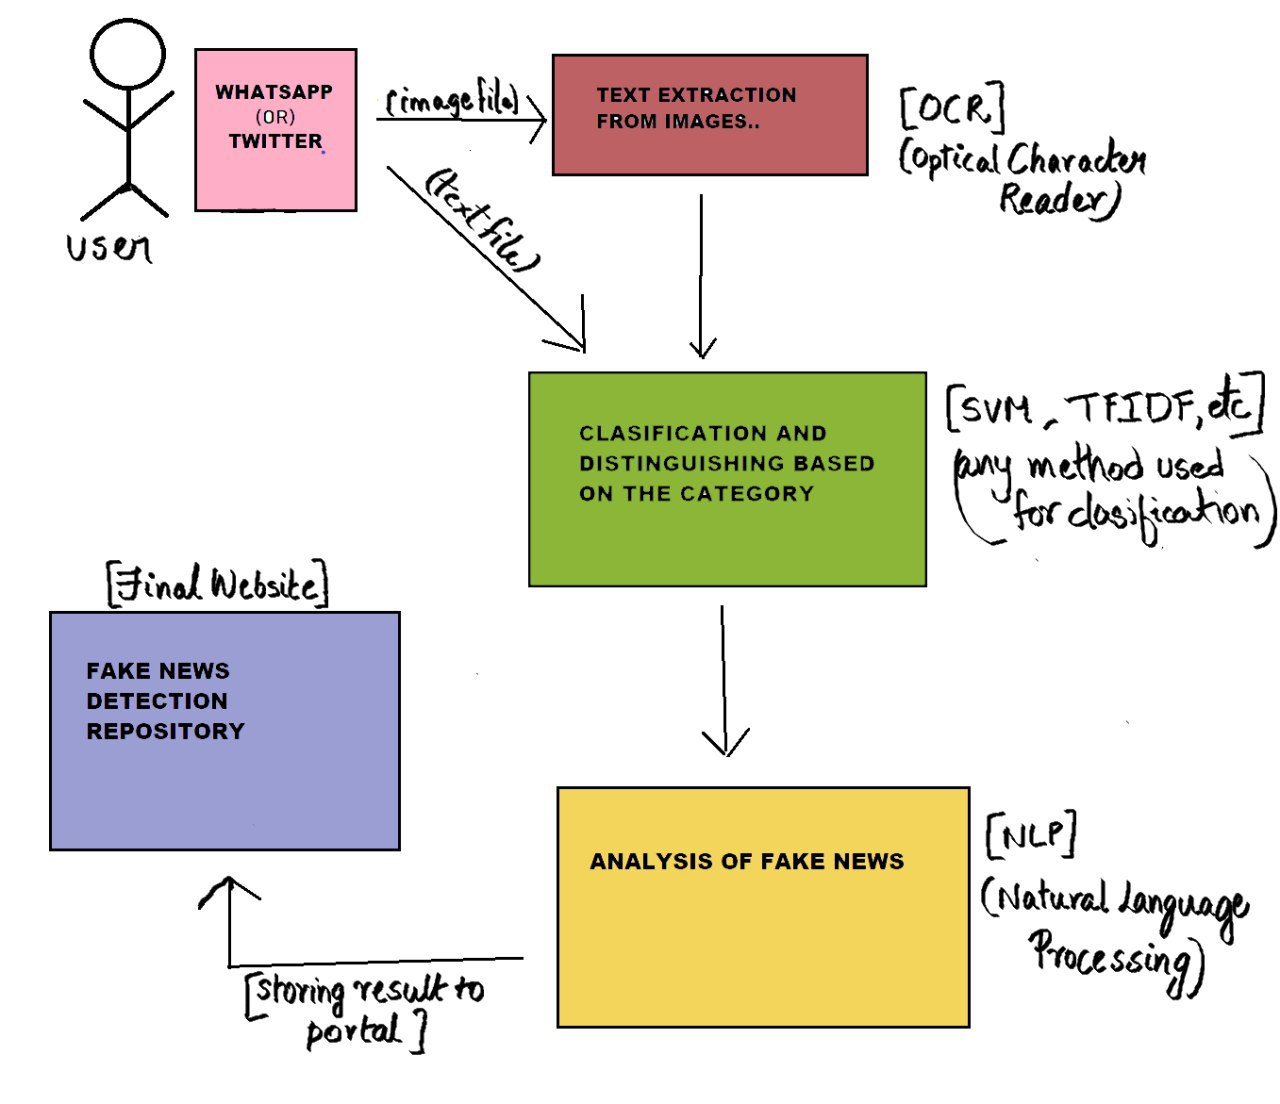 WHATSAPP
(OR)
TWITTER.
user
(image file)
(text file)
TEXT EXTRACTION
FROM IMAGES..
[OCR]
(Optical Character
Reader)
CLASIFICATION AND
DISTINGUISHING BASED
ON THE CATEGORY
[SVM, TFIDF, etc]
(any method used
for clasification)
[Final Website]
FAKE NEWS
DETECTION
REPOSITORY
ANALYSIS OF FAKE NEWS
[NLP]
(Natural Language
Processing)
[storing result to
portal]